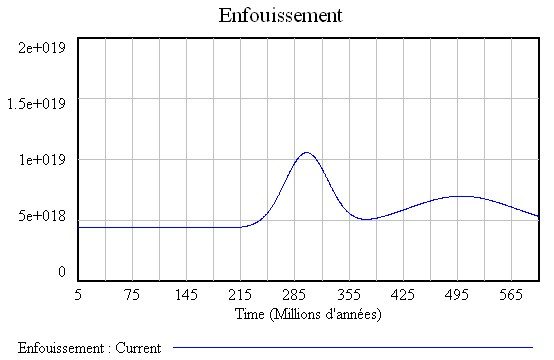 Enfouissement
2e+019
1.5e+019
1e+019
5e+018
0
5 75 145 215 285 355 425 495 565
Time (Millions d'années)
Enfouissement : Current